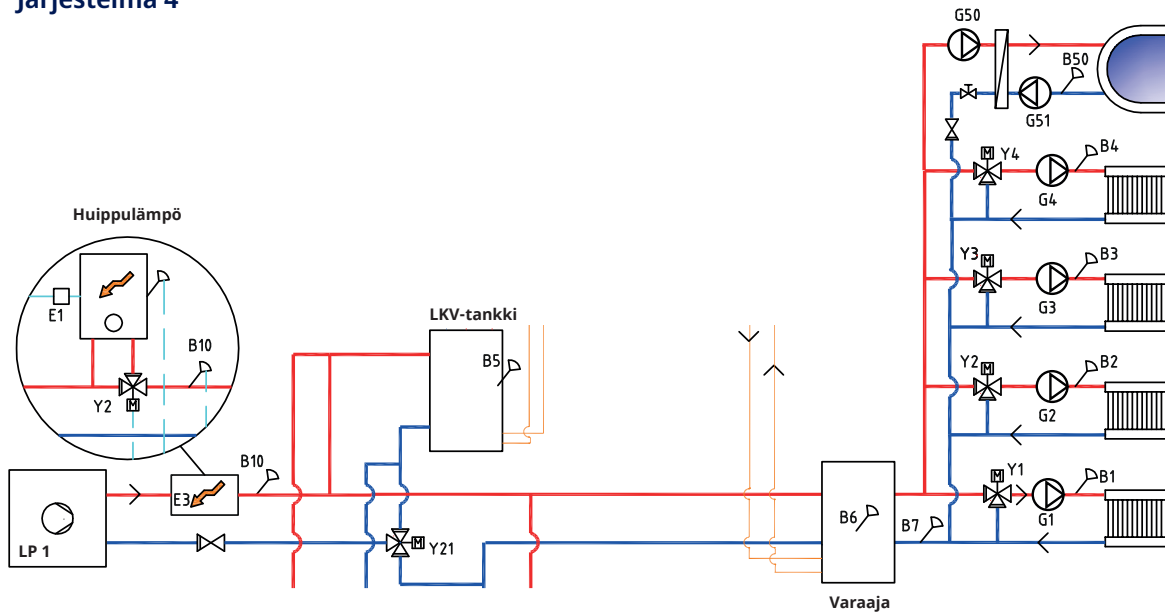 Järjestelmä 4
G50
B50
G51
Y4
B4
G4
Huippulämpö
Y3
B3
G3
E1
LKV-tankki
B10
B5
Y2
Y2
B2
G2
B10
E3
Y1
B1
G1
B6
B7
LP 1
Y21
Varaaja
M
M
M
M
M
M